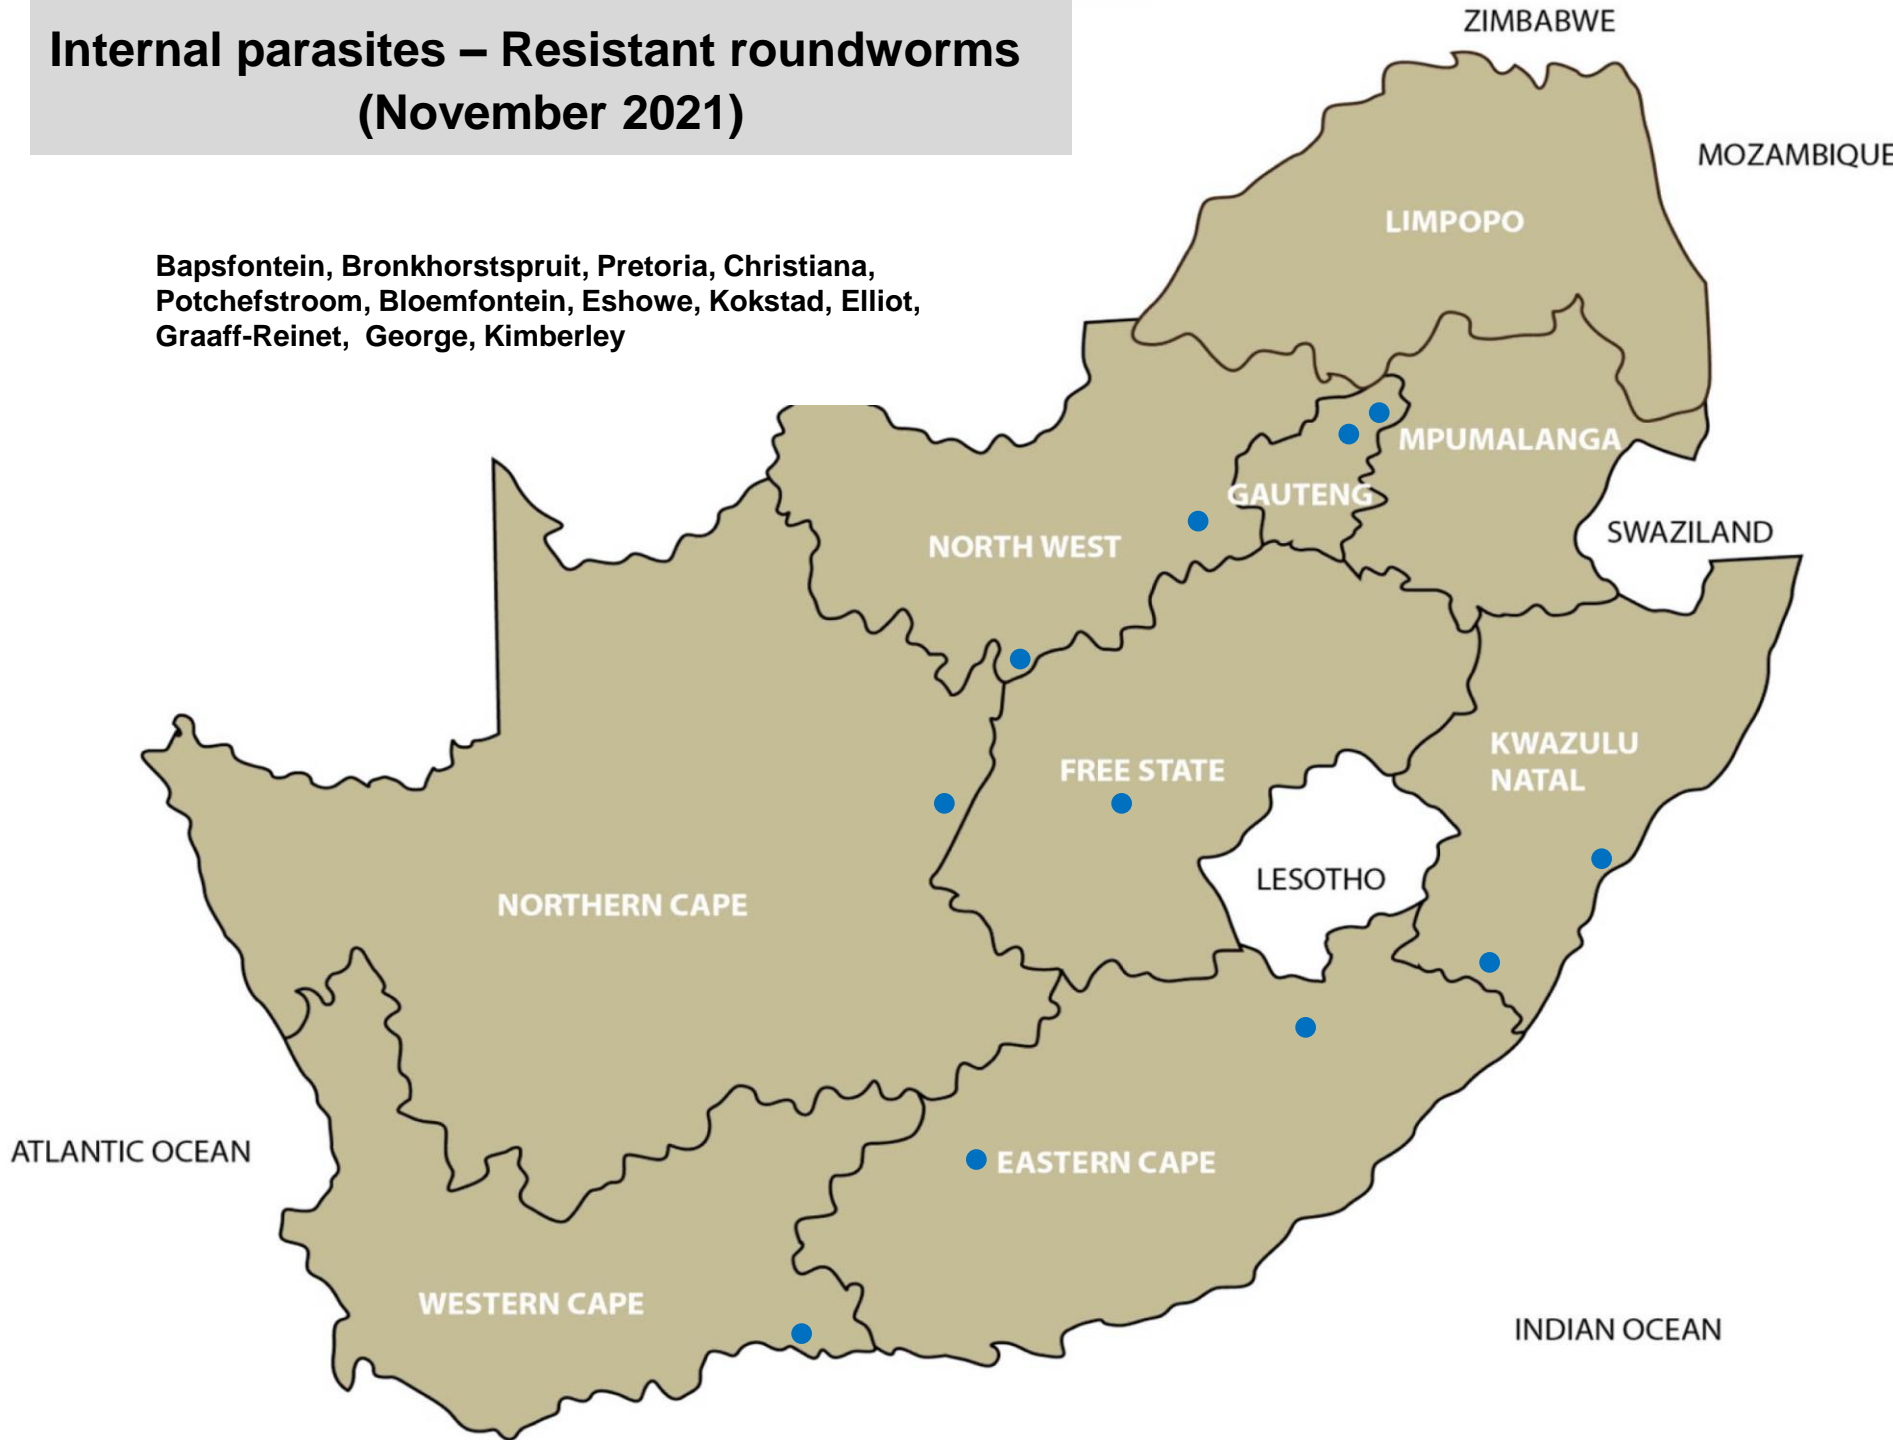 Internal parasites – Resistant roundworms
(November 2021)
ZIMBABWE
MOZAMBIQUE
LIMPOPO
Bapsfontein, Bronkhorstspruit, Pretoria, Christiana,
Potchefstroom, Bloemfontein, Eshowe, Kokstad, Elliot,
Graaff-Reinet,  George, Kimberley
MPUMALANGA
GAUTENG
SWAZILAND
NORTH WEST
KWAZULU
NATAL
FREE STATE
LESOTHO
NORTHERN CAPE
ATLANTIC OCEAN
EASTERN CAPE
WESTERN CAPE
INDIAN OCEAN